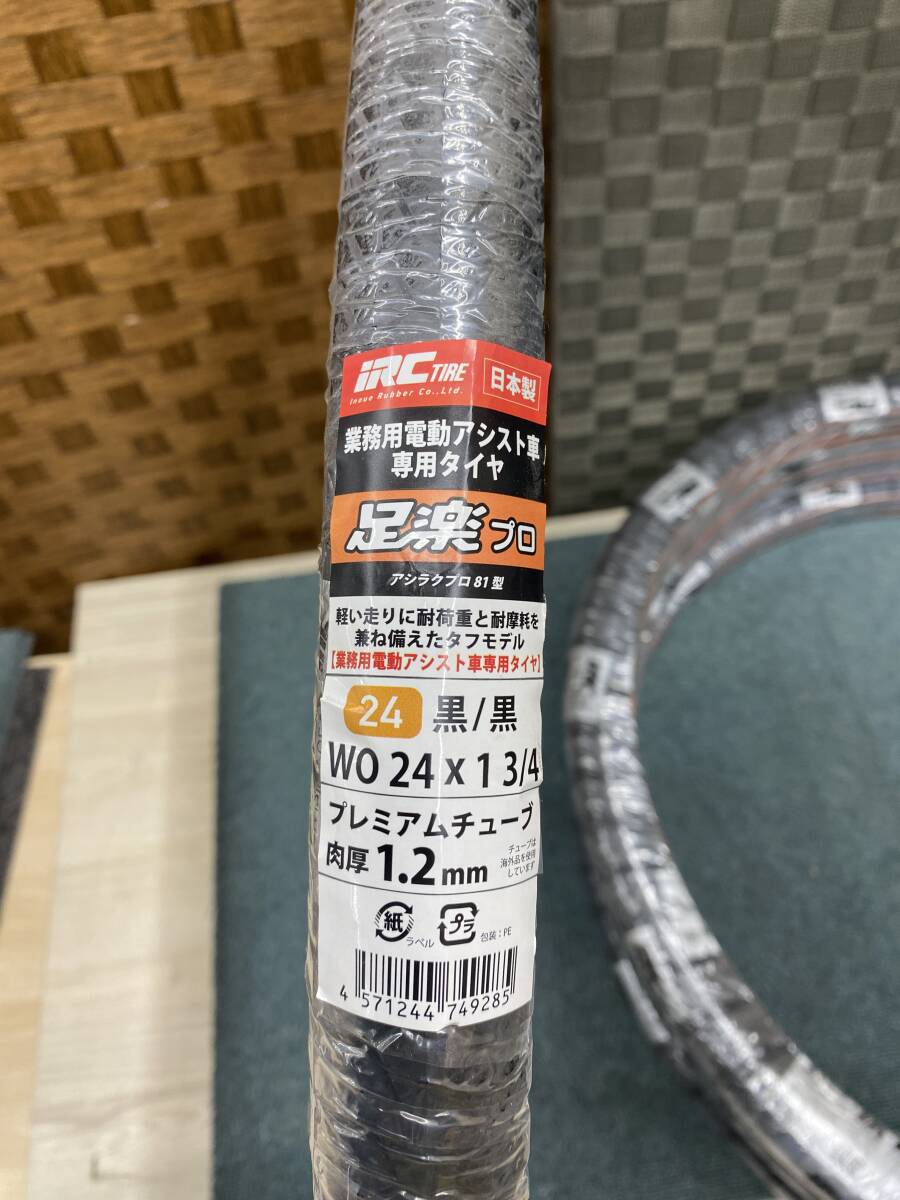 iRC TIRE
Inoue Rubber Co.,Ltd.
日本製
業務用電動アシスト車
専用タイヤ
足楽プロ
アシラクプロ81型
軽い走りに耐荷重と耐摩耗を
兼ね備えたタフモデル
【業務用電動アシスト車専用タイヤ】
24 黒/黒
WO 24 x 1 3/4
プレミアムチューブ
肉厚 1.2mm
チューブは
海外品を使用
しています
紙 ラベル
プラ 包装：PE
4 571244 749285